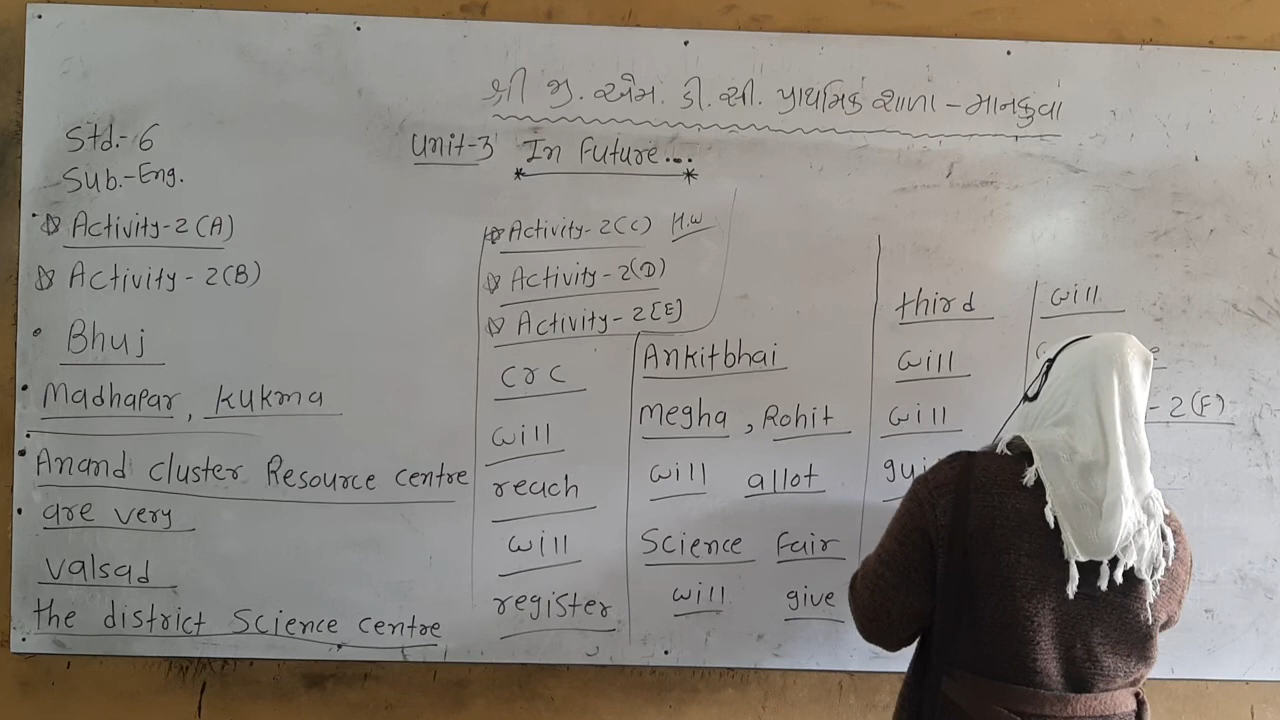 શ્રી જી. એમ. ડી. સી. પ્રાથમિક શાળા - માનકુવા
Std.- 6
Sub.- Eng.
Unit-3 In Future...
Activity-2(A)
Activity-2(B)
Bhuj
Madhapar, Kukma
Anand Cluster Resource centre
are very
Valsad
the district Science centre
Activity-2(C) H.W
Activity-2(D)
Activity-2[E]
CRC
will
reach
will
register
Ankitbhai
Megha, Rohit
will allot
Science Fair
will give
third
will
will
will
- 2(F)